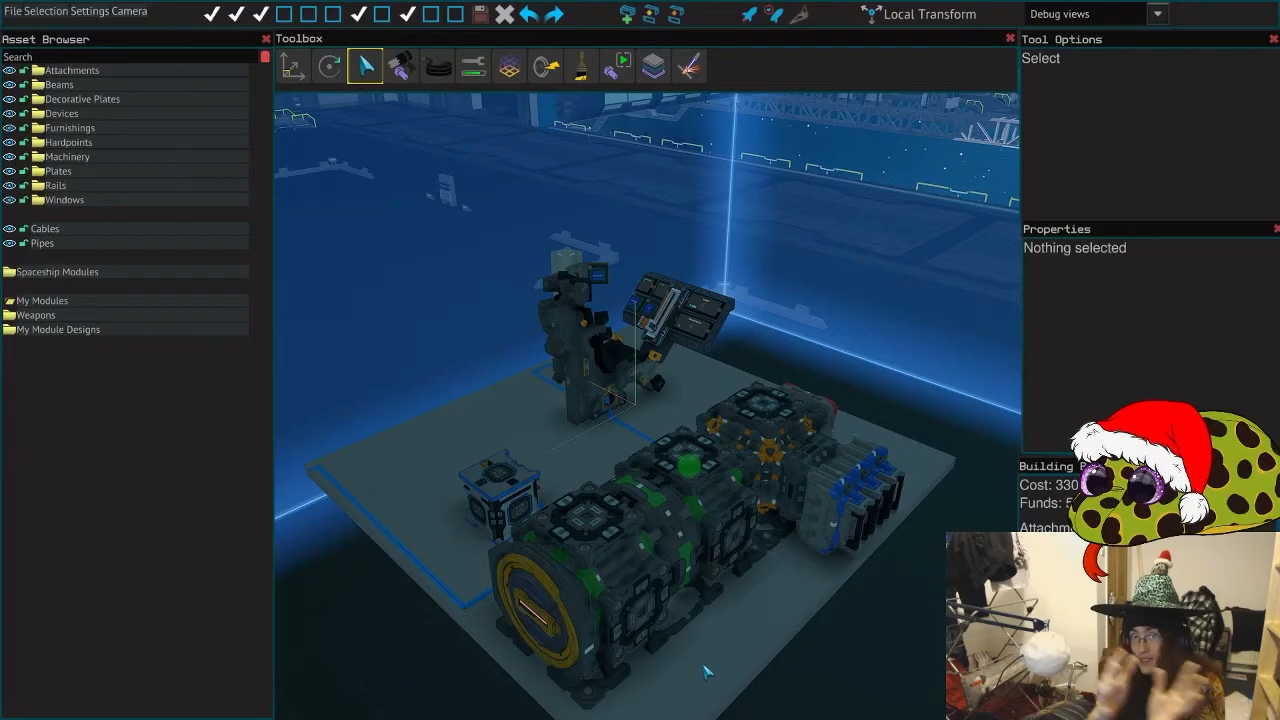 File Selection Settings Camera
Local Transform
Debug views
Asset Browser
Toolbox
Tool Options
Search
Select
Attachments
Beams
Decorative Plates
Devices
Furnishings
Hardpoints
Machinery
Plates
Rails
Windows
Cables
Pipes
Spaceship Modules
My Modules
Weapons
My Module Designs
Properties
Nothing selected
Building
Cost: 330
Funds:
Attachm